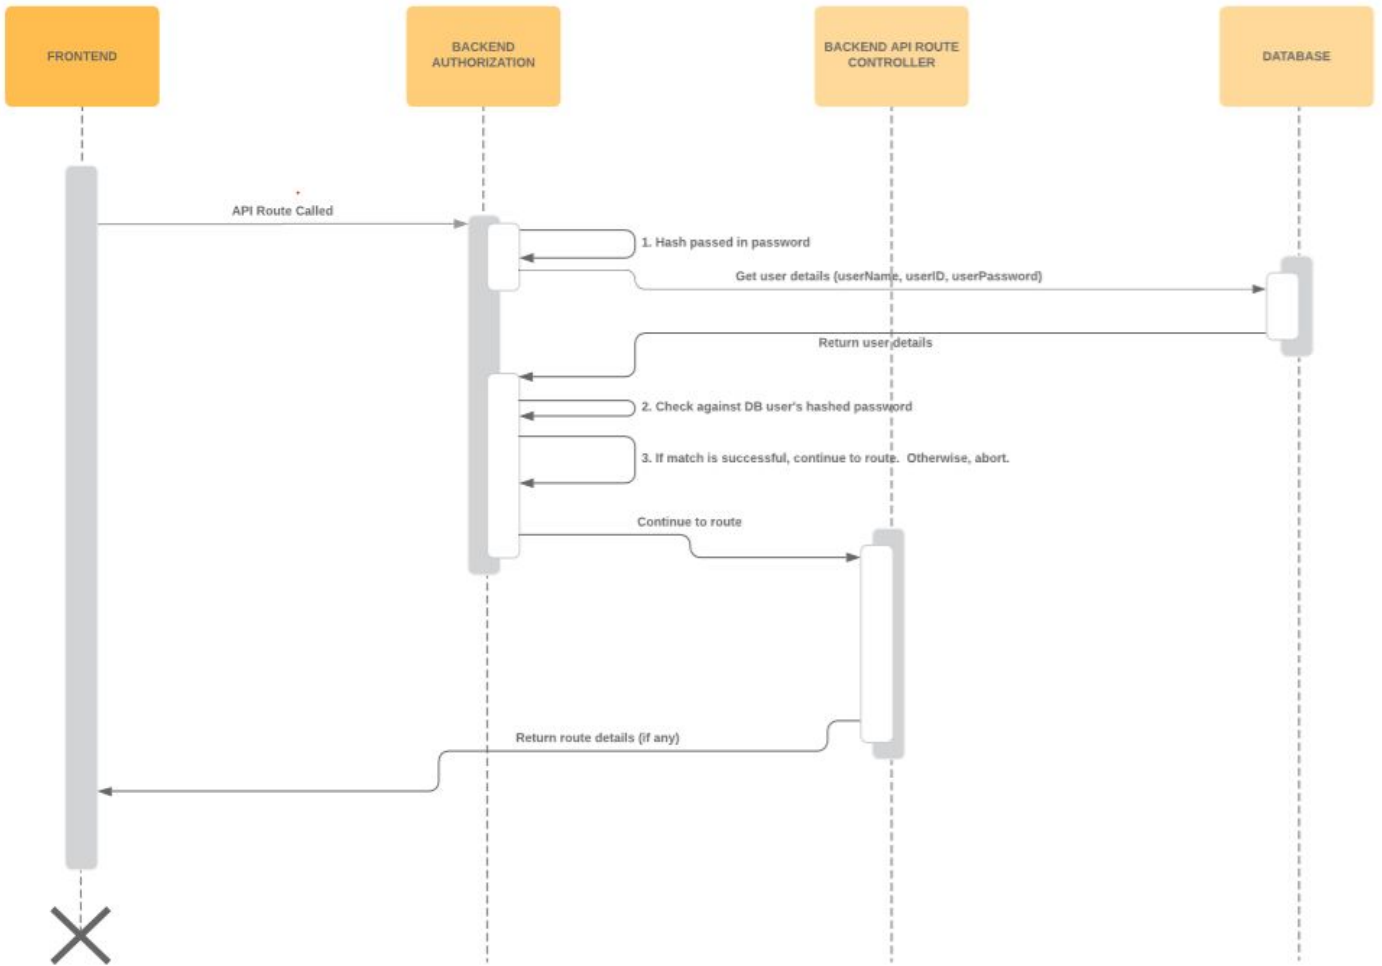 FRONTEND
BACKEND
AUTHORIZATION
BACKEND API ROUTE
CONTROLLER
DATABASE
API Route Called
1. Hash passed in password
Get user details (userName, userID, userPassword)
Return user details
2. Check against DB user's hashed password
3. If match is successful, continue to route.  Otherwise, abort.
Continue to route
Return route details (if any)